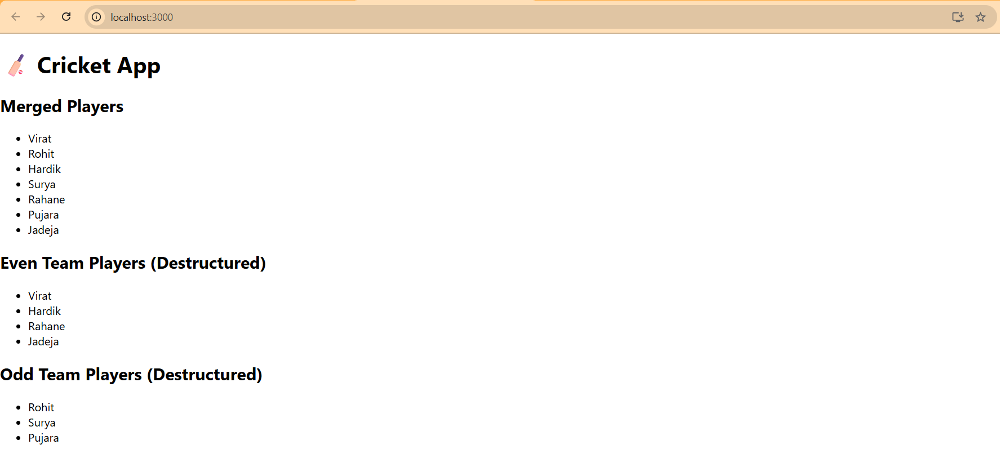 localhost:3000
Cricket App
Merged Players
Virat
Rohit
Hardik
Surya
Rahane
Pujara
Jadeja
Even Team Players (Destructured)
Virat
Hardik
Rahane
Jadeja
Odd Team Players (Destructured)
Rohit
Surya
Pujara